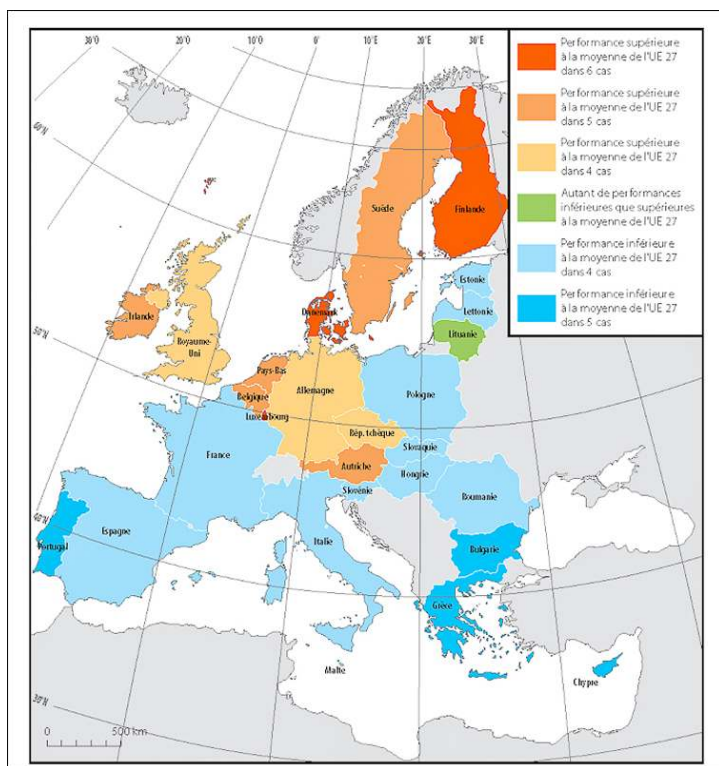 30°O
20°O
10°O
0°
10°E
20°E
30°E
60°N
50°N
40°N
30°N
Performance supérieure
à la moyenne de l'UE 27
dans 6 cas
Performance supérieure
à la moyenne de l'UE 27
dans 5 cas
Performance supérieure
à la moyenne de l'UE 27
dans 4 cas
Autant de performances
inférieures que supérieures
à la moyenne de l'UE 27
Performance inférieure
à la moyenne de l'UE 27
dans 4 cas
Performance inférieure
à la moyenne de l'UE 27
dans 5 cas
Suède
Finlande
Estonie
Lettonie
Lituanie
Danemark
Irlande
Royaume-
Uni
Pays-Bas
Belgique
Luxembourg
Allemagne
Pologne
Rép. tchèque
Slovaquie
Autriche
Hongrie
Slovénie
France
Roumanie
Portugal
Espagne
Italie
Bulgarie
Grèce
Malte
Chypre
0 500 km